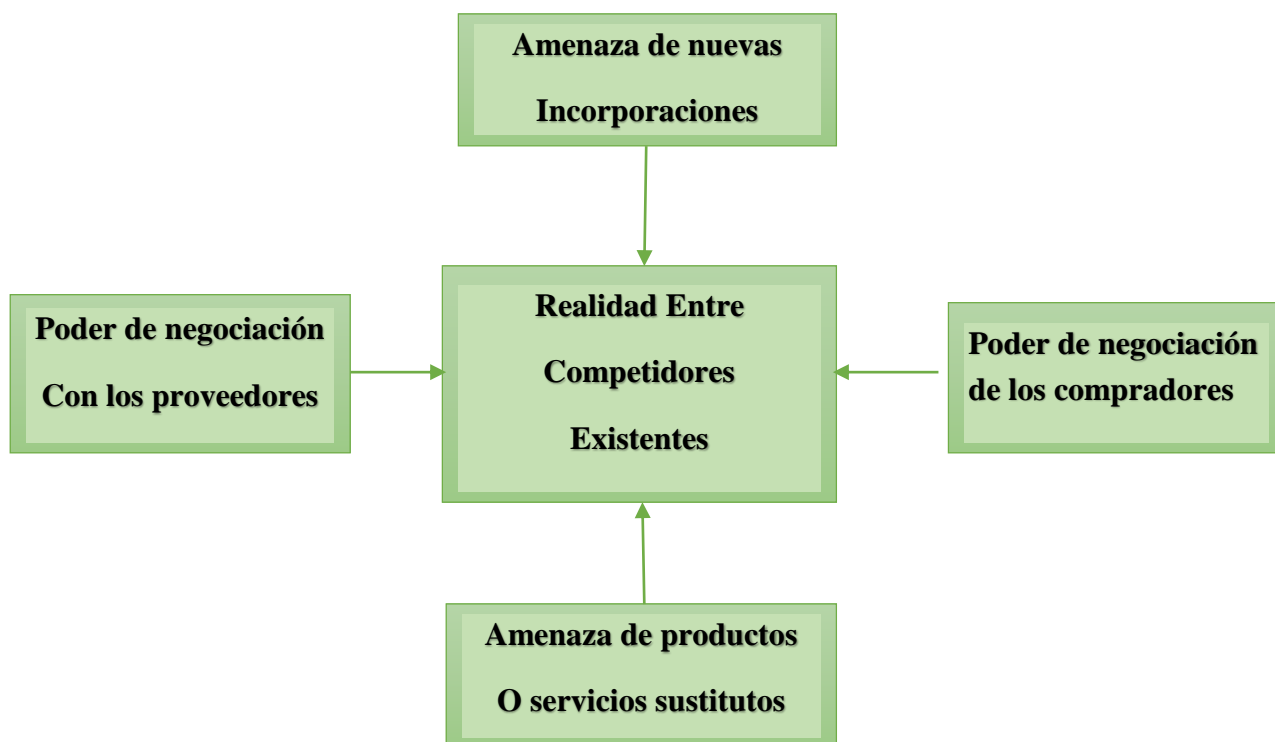 Amenaza de nuevas
Incorporaciones
Poder de negociación
Con los proveedores
Realidad Entre
Competidores
Existentes
Poder de negociación
de los compradores
Amenaza de productos
O servicios sustitutos